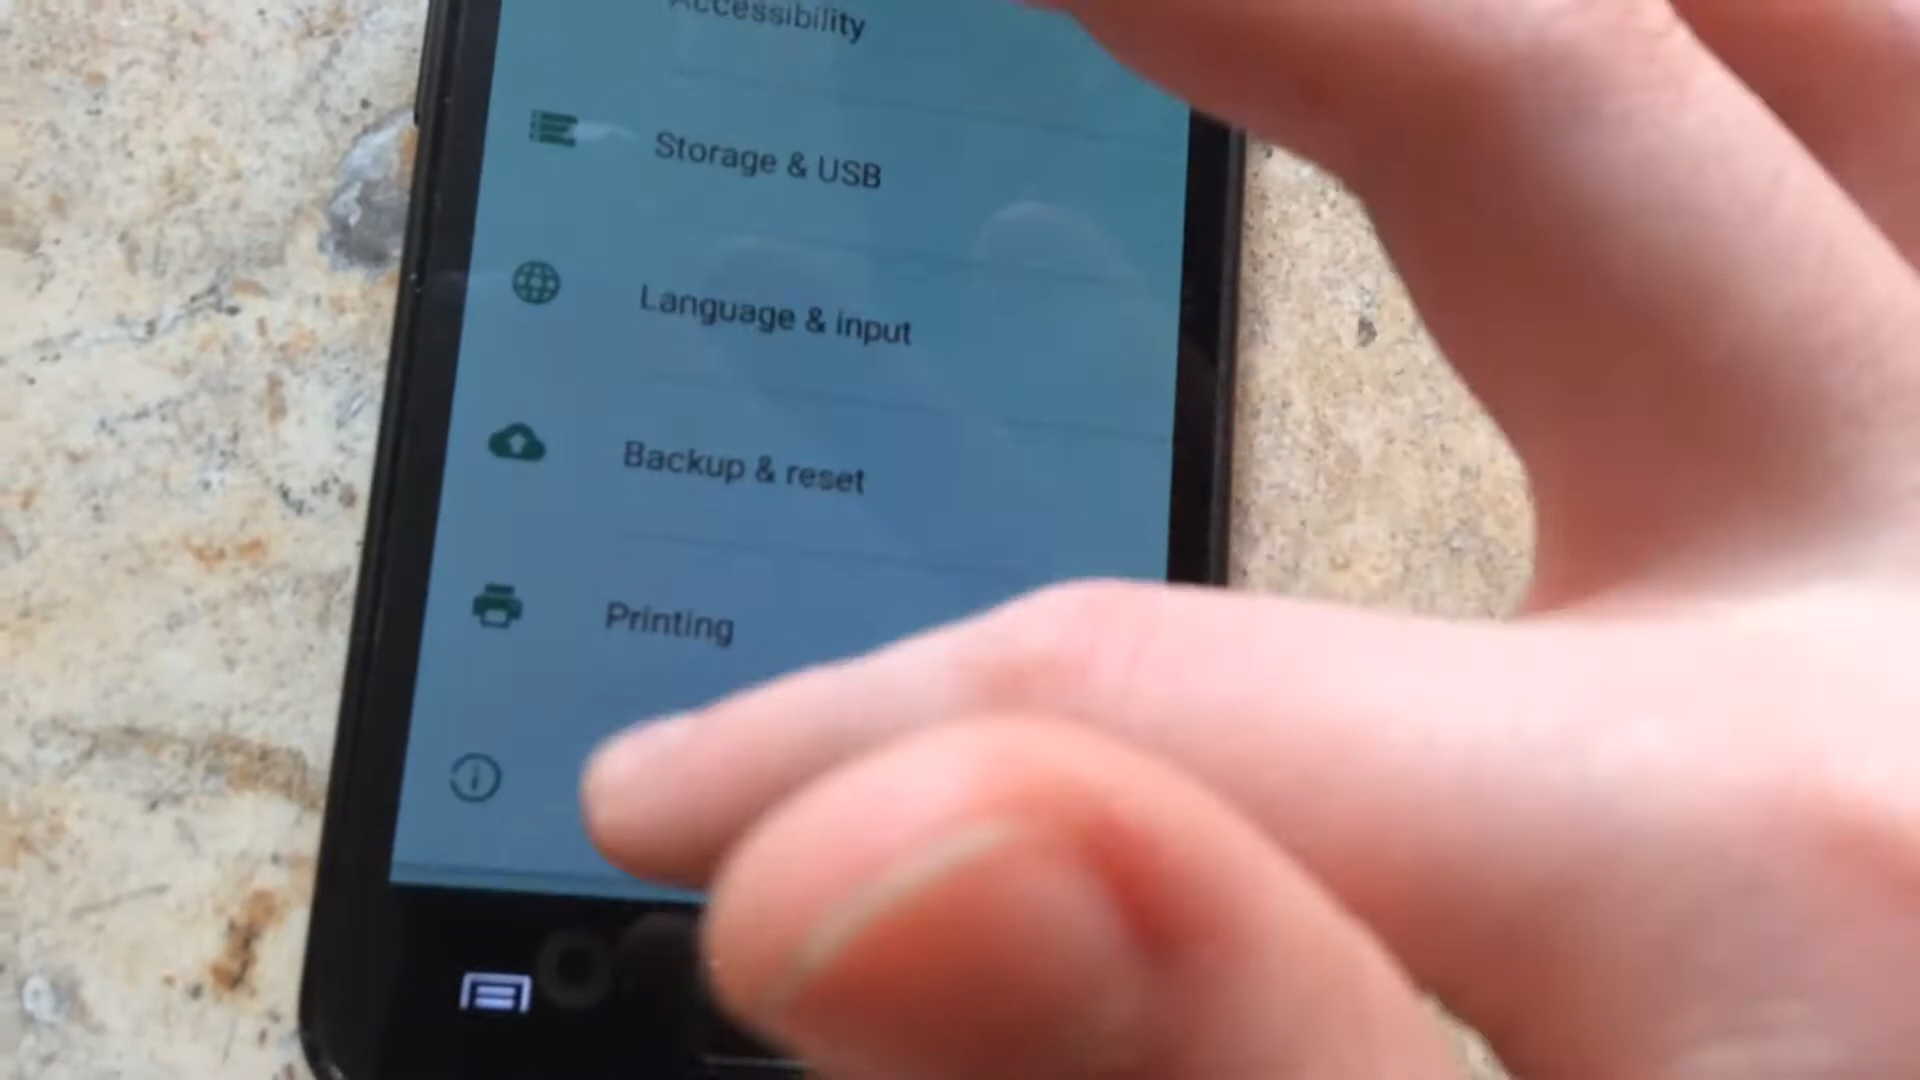 Accessibility
Storage & USB
Language & input
Backup & reset
Printing